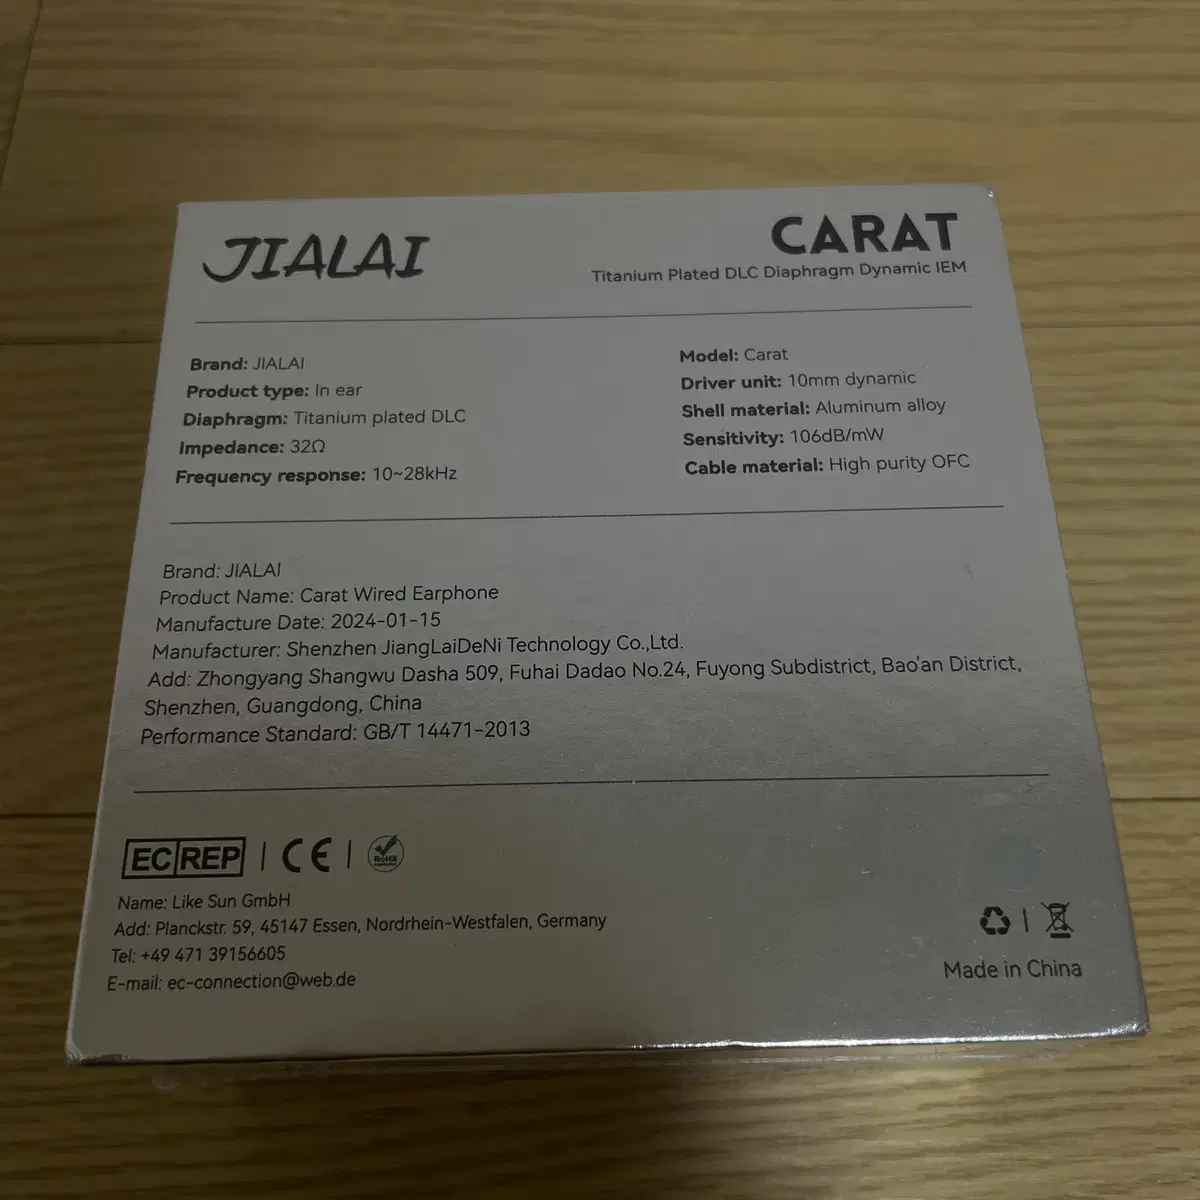 JIALAI
CARAT
Titanium Plated DLC Diaphragm Dynamic IEM
Brand: JIALAI
Product type: In ear
Diaphragm: Titanium plated DLC
Impedance: 32Ω
Frequency response: 10~28kHz
Model: Carat
Driver unit: 10mm dynamic
Shell material: Aluminum alloy
Sensitivity: 106dB/mW
Cable material: High purity OFC
Brand: JIALAI
Product Name: Carat Wired Earphone
Manufacture Date: 2024-01-15
Manufacturer: Shenzhen JiangLaiDeNi Technology Co.,Ltd.
Add: Zhongyang Shangwu Dasha 509, Fuhai Dadao No.24, Fuyong Subdistrict, Bao'an District,
Shenzhen, Guangdong, China
Performance Standard: GB/T 14471-2013
EC REP | CE | RoHS
Name: Like Sun GmbH
Add: Planckstr. 59, 45147 Essen, Nordrhein-Westfalen, Germany
Tel: +49 471 39156605
E-mail: ec-connection@web.de
Made in China